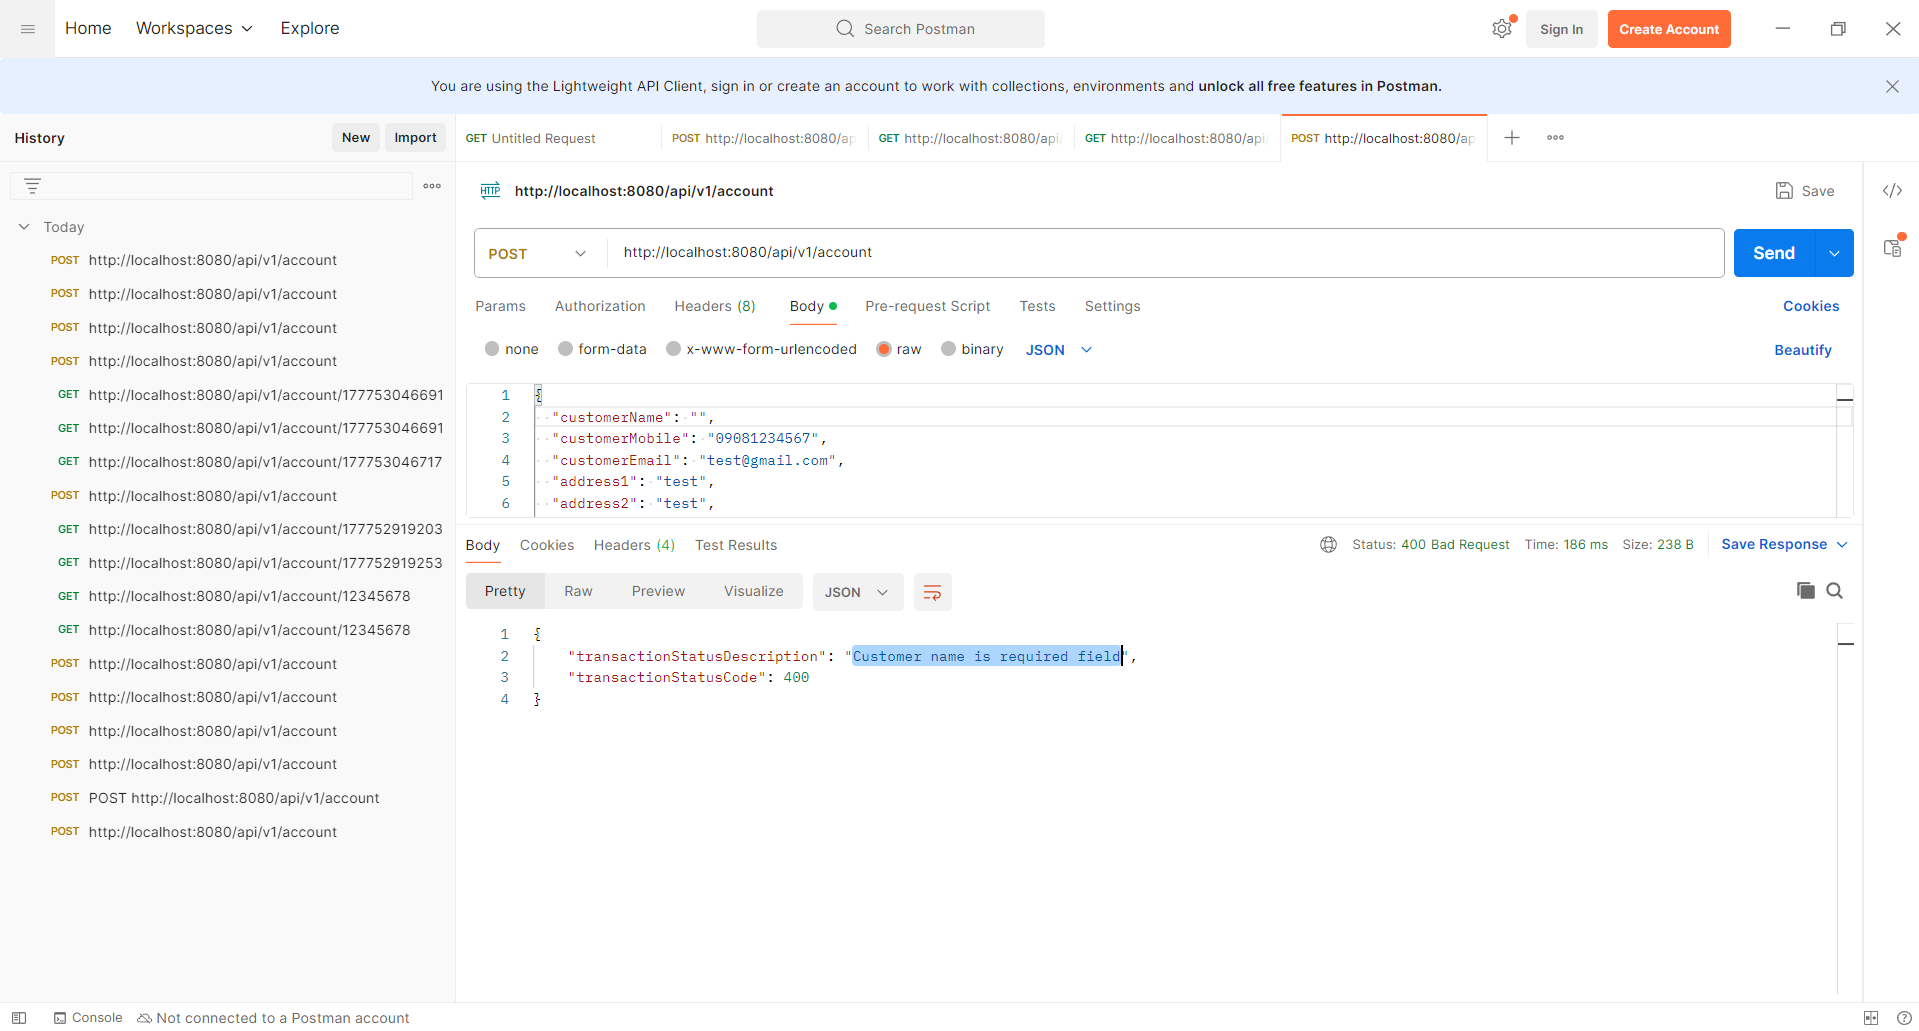 Home Workspaces Explore Search Postman Sign In Create Account
You are using the Lightweight API Client, sign in or create an account to work with collections, environments and unlock all free features in Postman.
History New Import
GET Untitled Request POST http://localhost:8080/ap GET http://localhost:8080/api/ GET http://localhost:8080/api/ POST http://localhost:8080/ap
HTTP http://localhost:8080/api/v1/account Save
Today
POST http://localhost:8080/api/v1/account
POST http://localhost:8080/api/v1/account
POST http://localhost:8080/api/v1/account
POST http://localhost:8080/api/v1/account
GET http://localhost:8080/api/v1/account/177753046691
GET http://localhost:8080/api/v1/account/177753046691
GET http://localhost:8080/api/v1/account/177753046717
POST http://localhost:8080/api/v1/account
GET http://localhost:8080/api/v1/account/177752919203
GET http://localhost:8080/api/v1/account/177752919253
GET http://localhost:8080/api/v1/account/12345678
GET http://localhost:8080/api/v1/account/12345678
POST http://localhost:8080/api/v1/account
POST http://localhost:8080/api/v1/account
POST http://localhost:8080/api/v1/account
POST http://localhost:8080/api/v1/account
POST POST http://localhost:8080/api/v1/account
POST http://localhost:8080/api/v1/account
POST http://localhost:8080/api/v1/account Send
Params Authorization Headers (8) Body Pre-request Script Tests Settings Cookies
none form-data x-www-form-urlencoded raw binary JSON Beautify
1 {
2 "customerName": "",
3 "customerMobile": "09081234567",
4 "customerEmail": "test@gmail.com",
5 "address1": "test",
6 "address2": "test",
Body Cookies Headers (4) Test Results Status: 400 Bad Request Time: 186 ms Size: 238 B Save Response
Pretty Raw Preview Visualize JSON
1 {
2 "transactionStatusDescription": "Customer name is required field",
3 "transactionStatusCode": 400
4 }
Console Not connected to a Postman account